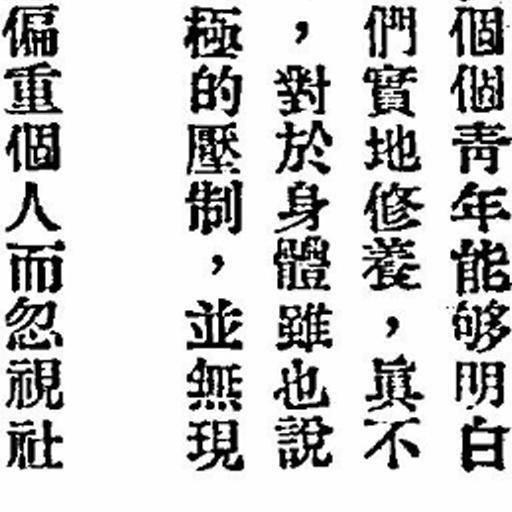 個個青年能够明白
們實地修養，眞不
，對於身體雖也說
極的壓制，並無現
偏重個人而忽視社